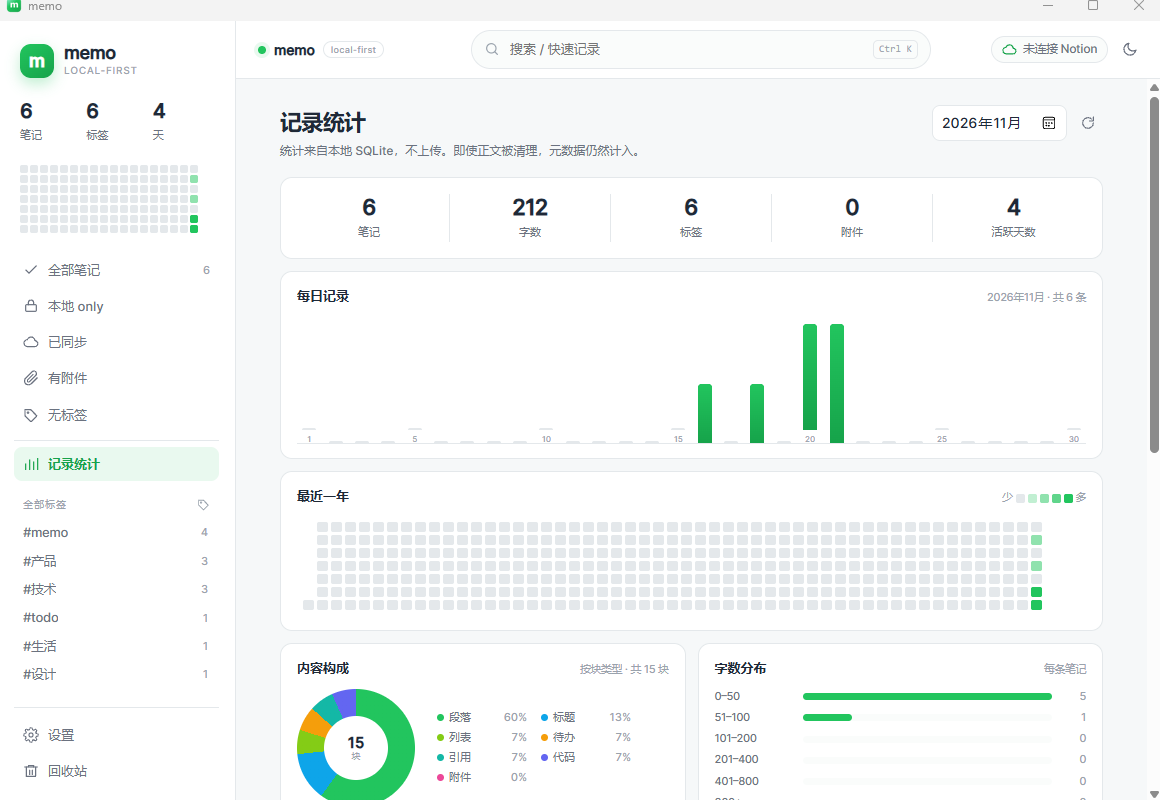 m memo
m memo
LOCAL-FIRST
6 6 4
笔记 标签 天
全部笔记 6
本地 only
已同步
有附件
无标签
记录统计
全部标签
#memo 4
#产品 3
#技术 3
#todo 1
#生活 1
#设计 1
设置
回收站
memo local-first
搜索 / 快速记录 Ctrl K
未连接 Notion
记录统计
2026年11月
统计来自本地 SQLite，不上传。即使正文被清理，元数据仍然计入。
6 212 6 0 4
笔记 字数 标签 附件 活跃天数
每日记录 2026年11月 · 共 6 条
1 5 10 15 20 25 30
最近一年 少 多
内容构成 按块类型 · 共 15 块
15
块
段落 60% 标题 13%
列表 7% 待办 7%
引用 7% 代码 7%
附件 0%
字数分布 每条笔记
0–50 5
51–100 1
101–200 0
201–400 0
401–800 0